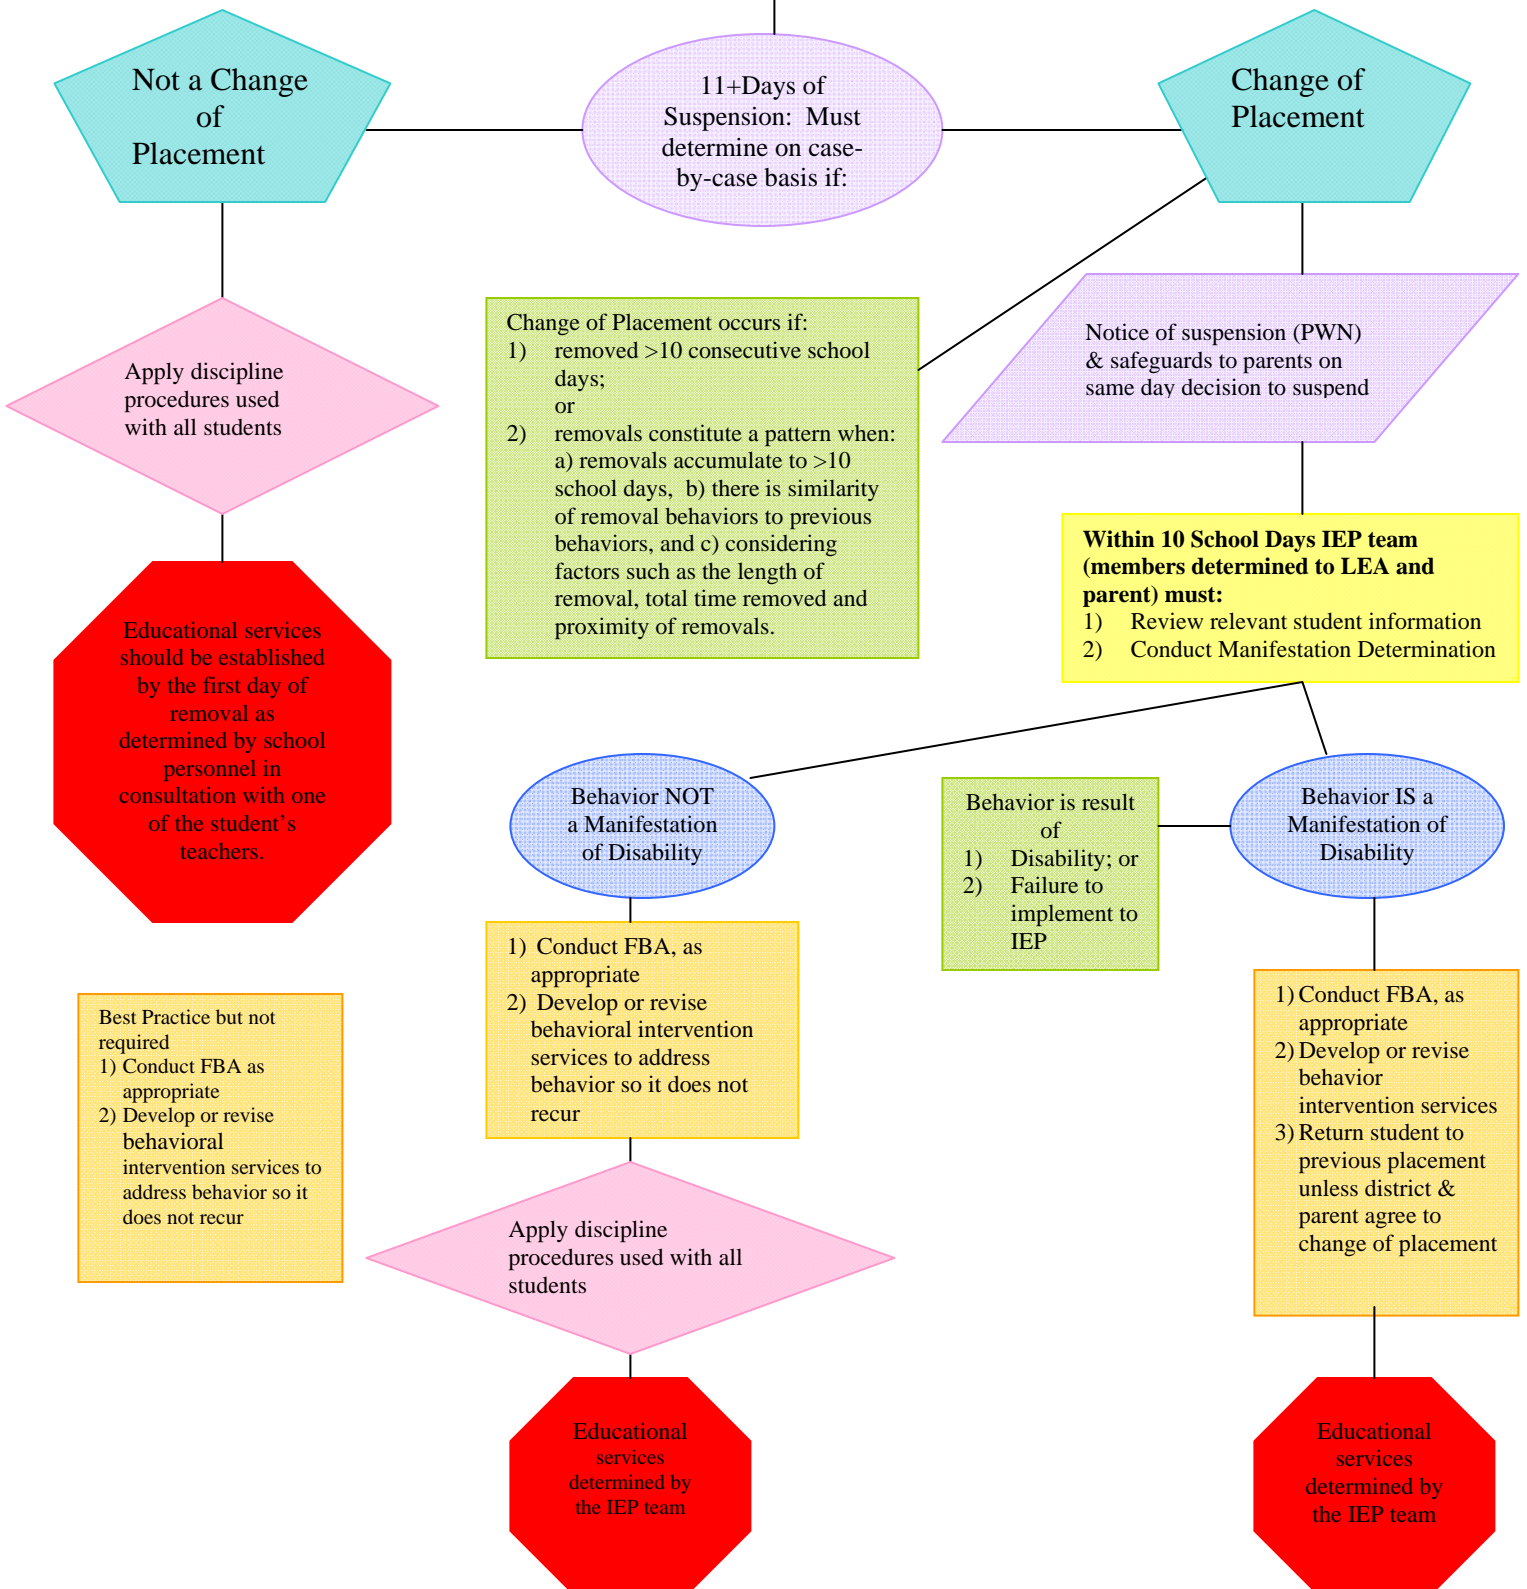 Not a Change
of
Placement
11+Days of
Suspension:  Must
determine on case-
by-case basis if:
Change of
Placement
Apply discipline
procedures used
with all students
Change of Placement occurs if:
1) removed >10 consecutive school
days;
or
2) removals constitute a pattern when:
a) removals accumulate to >10
school days,  b) there is similarity
of removal behaviors to previous
behaviors, and c) considering
factors such as the length of
removal, total time removed and
proximity of removals.
Notice of suspension (PWN)
& safeguards to parents on
same day decision to suspend
Within 10 School Days IEP team
(members determined to LEA and
parent) must:
1) Review relevant student information
2) Conduct Manifestation Determination
Educational services
should be established
by the first day of
removal as
determined by school
personnel in
consultation with one
of the student’s
teachers.
Behavior NOT
a Manifestation
of Disability
Behavior is result
of
1) Disability; or
2) Failure to
implement to
IEP
Behavior IS a
Manifestation of
Disability
Best Practice but not
required
1) Conduct FBA as
appropriate
2) Develop or revise
behavioral
intervention services to
address behavior so it
does not recur
1) Conduct FBA, as
appropriate
2) Develop or revise
behavioral intervention
services to address
behavior so it does not
recur
1) Conduct FBA, as
appropriate
2) Develop or revise
behavior
intervention services
3) Return student to
previous placement
unless district &
parent agree to
change of placement
Apply discipline
procedures used with all
students
Educational
services
determined by
the IEP team
Educational
services
determined by
the IEP team